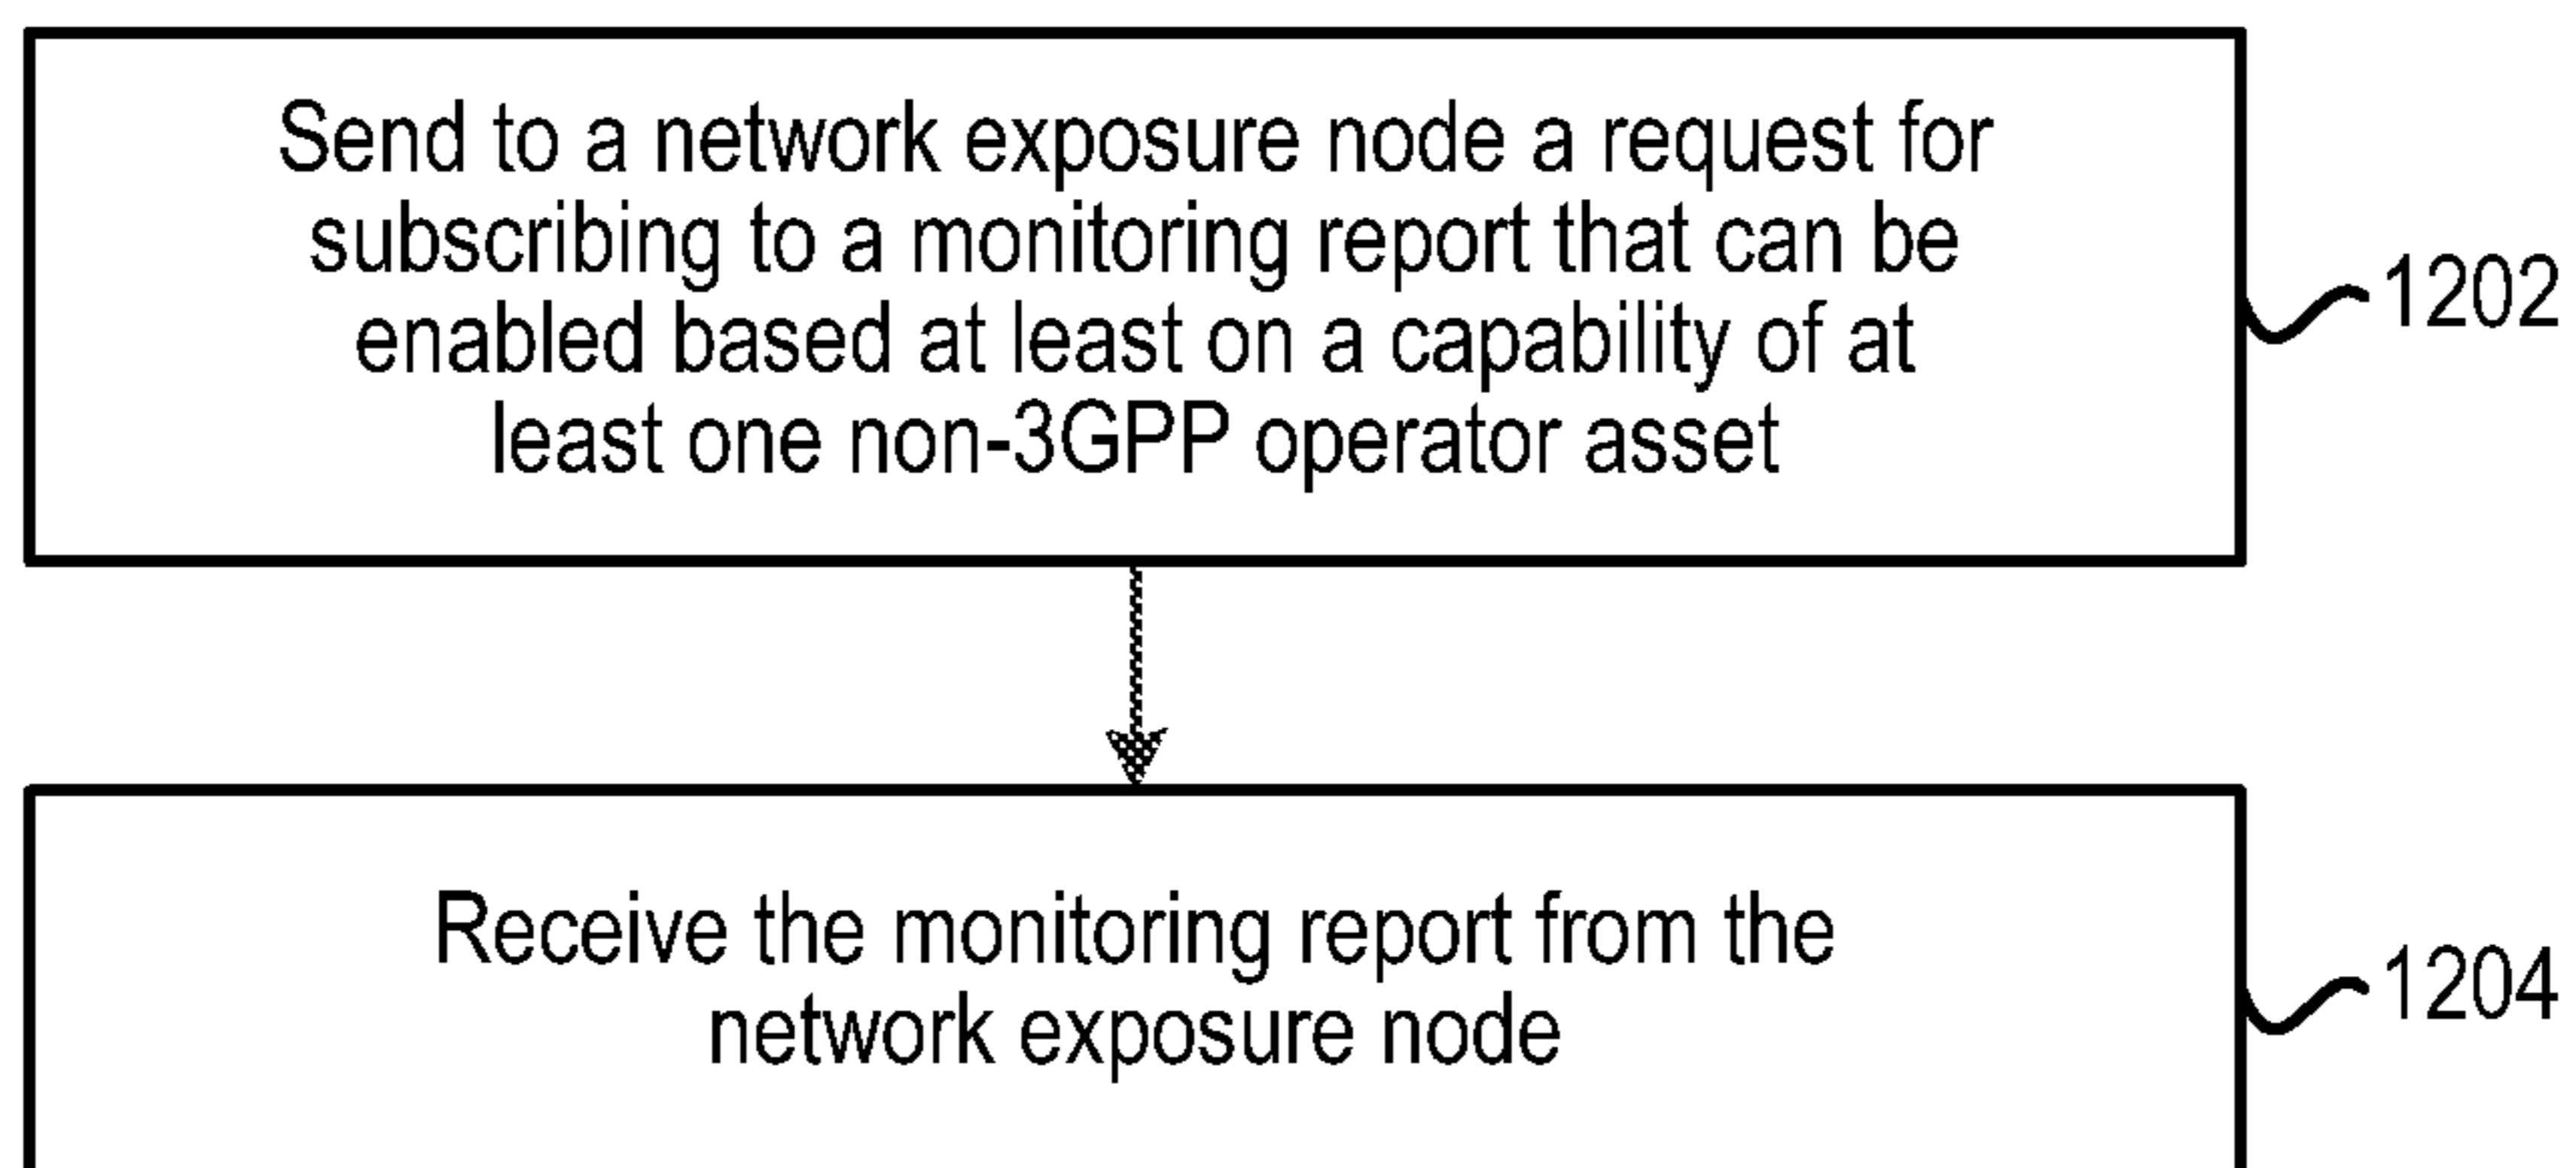 Send to a network exposure node a request for
subscribing to a monitoring report that can be
enabled based at least on a capability of at
least one non-3GPP operator asset
1202
Receive the monitoring report from the
network exposure node
1204